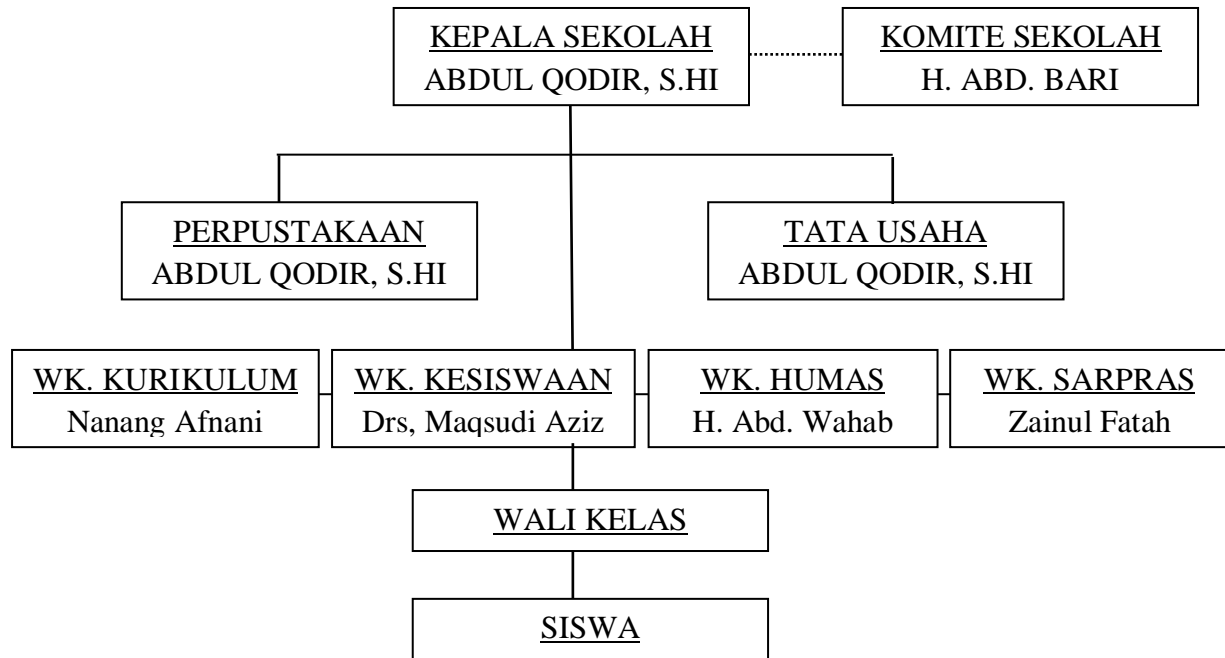 KEPALA SEKOLAH
ABDUL QODIR, S.HI
KOMITE SEKOLAH
H. ABD. BARI
PERPUSTAKAAN
ABDUL QODIR, S.HI
TATA USAHA
ABDUL QODIR, S.HI
WK. KURIKULUM
Nanang Afnani
WK. KESISWAAN
Drs, Maqsudi Aziz
WK. HUMAS
H. Abd. Wahab
WK. SARPRAS
Zainul Fatah
WALI KELAS
SISWA